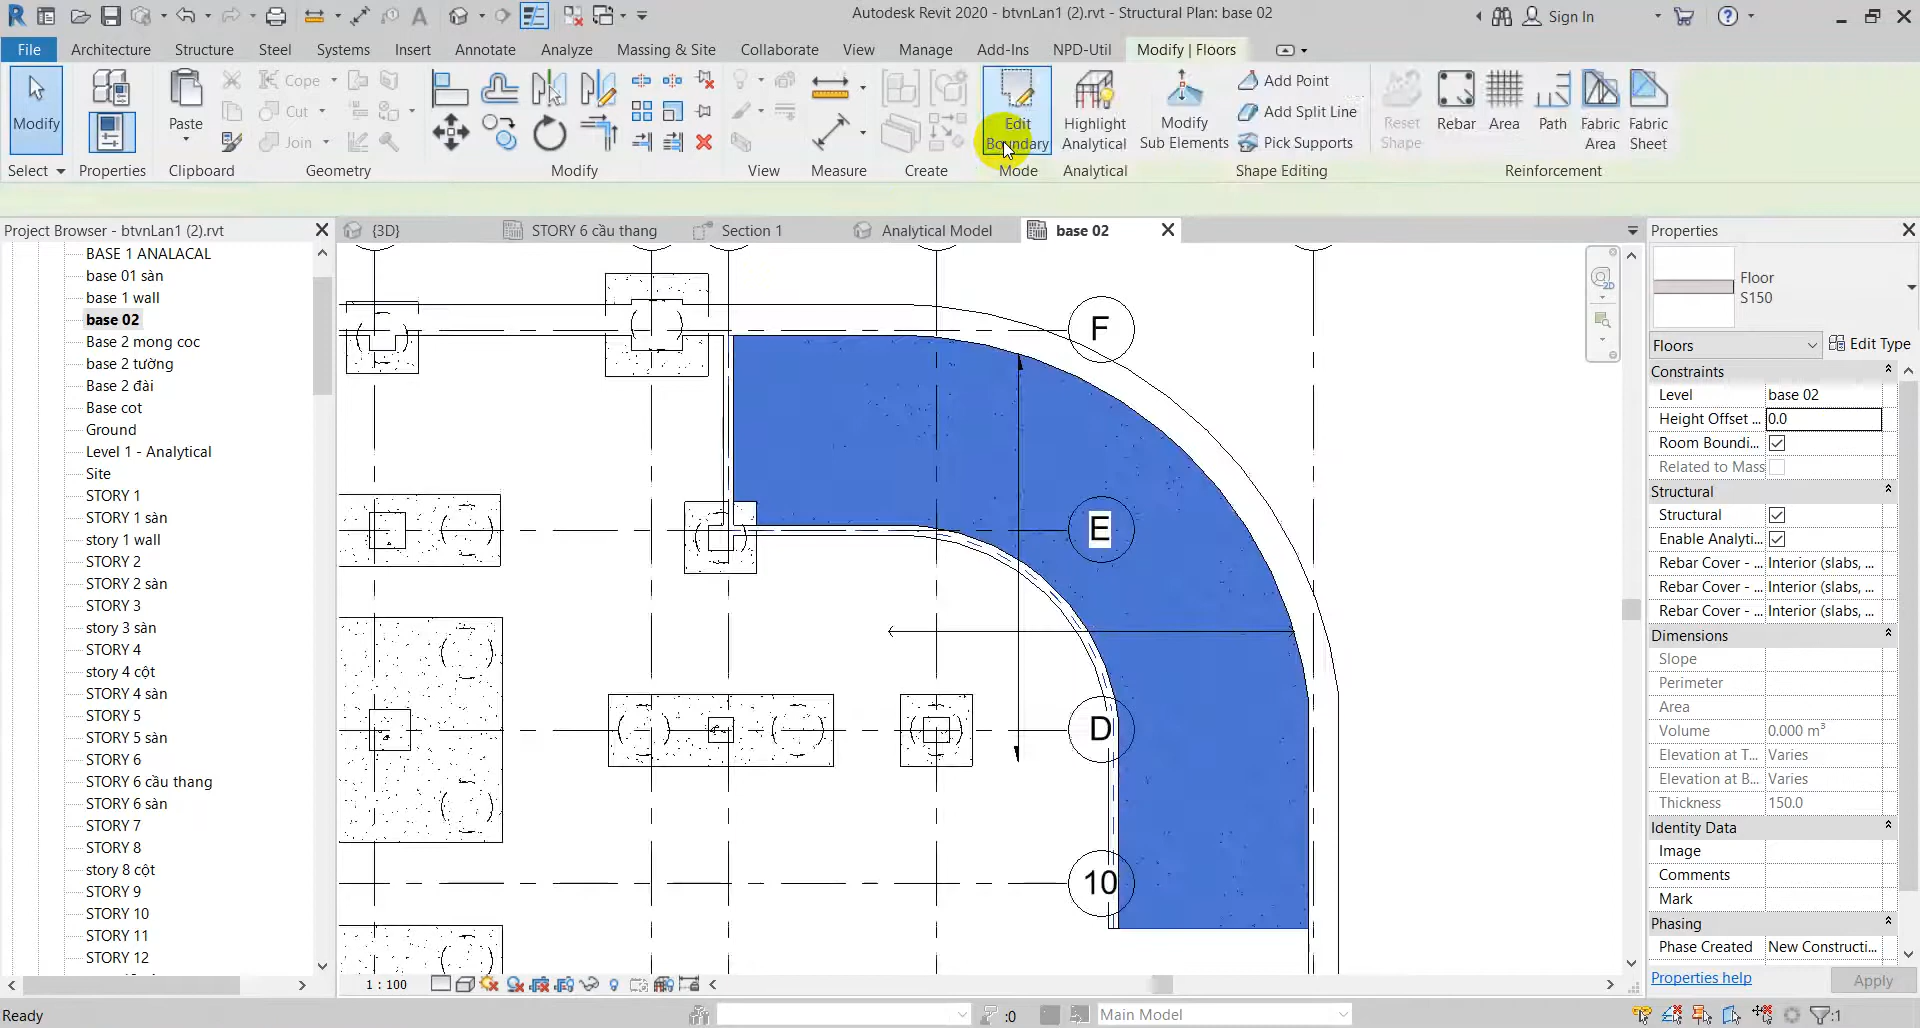 Autodesk Revit 2020 - btvnLan1 (2).rvt - Structural Plan: base 02
Sign In
File Architecture Structure Steel Systems Insert Annotate Analyze Massing & Site Collaborate View Manage Add-Ins NPD-Util Modify | Floors
Modify
Paste
Cope
Cut
Join
Edit Boundary
Highlight Analytical
Modify Sub Elements
Add Point
Add Split Line
Pick Supports
Reset Shape
Rebar
Area
Path
Fabric Area
Fabric Sheet
Select Properties Clipboard Geometry Modify View Measure Create Mode Analytical Shape Editing Reinforcement
Project Browser - btvnLan1 (2).rvt
{3D} STORY 6 cầu thang Section 1 Analytical Model base 02
BASE 1 ANALACAL
base 01 sàn
base 1 wall
base 02
Base 2 mong coc
base 2 tường
Base 2 đài
Base cot
Ground
Level 1 - Analytical
Site
STORY 1
STORY 1 sàn
story 1 wall
STORY 2
STORY 2 sàn
STORY 3
story 3 sàn
STORY 4
story 4 cột
STORY 4 sàn
STORY 5
STORY 5 sàn
STORY 6
STORY 6 cầu thang
STORY 6 sàn
STORY 7
STORY 8
story 8 cột
STORY 9
STORY 10
STORY 11
STORY 12
2D
F
E
D
10
Properties
Floor
S150
Floors Edit Type
Constraints
Level base 02
Height Offset ... 0.0
Room Boundi...
Related to Mass
Structural
Structural
Enable Analyti...
Rebar Cover - ... Interior (slabs, ...
Rebar Cover - ... Interior (slabs, ...
Rebar Cover - ... Interior (slabs, ...
Dimensions
Slope
Perimeter
Area
Volume 0.000 m³
Elevation at T... Varies
Elevation at B... Varies
Thickness 150.0
Identity Data
Image
Comments
Mark
Phasing
Phase Created New Constructi...
Properties help Apply
1 : 100
Ready
:0
Main Model
:1